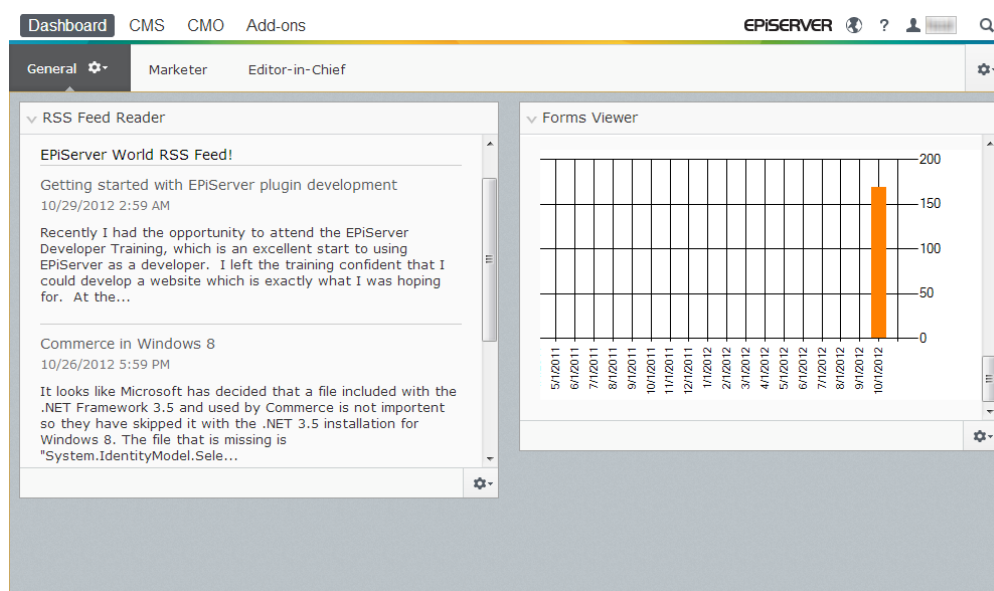 Dashboard CMS CMO Add-ons EPiSERVER ?
General Marketer Editor-in-Chief
RSS Feed Reader
EPiServer World RSS Feed!
Getting started with EPiServer plugin development
10/29/2012 2:59 AM
Recently I had the opportunity to attend the EPiServer
Developer Training, which is an excellent start to using
EPiServer as a developer. I left the training confident that I
could develop a website which is exactly what I was hoping
for. At the...
Commerce in Windows 8
10/26/2012 5:59 PM
It looks like Microsoft has decided that a file included with the
.NET Framework 3.5 and used by Commerce is not importent
so they have skipped it with the .NET 3.5 installation for
Windows 8. The file that is missing is
"System.IdentityModel.Sele...
Forms Viewer
200
150
100
50
0
5/1/2011
6/1/2011
7/1/2011
8/1/2011
9/1/2011
10/1/2011
11/1/2011
12/1/2011
1/1/2012
2/1/2012
3/1/2012
4/1/2012
5/1/2012
6/1/2012
7/1/2012
8/1/2012
9/1/2012
10/1/2012